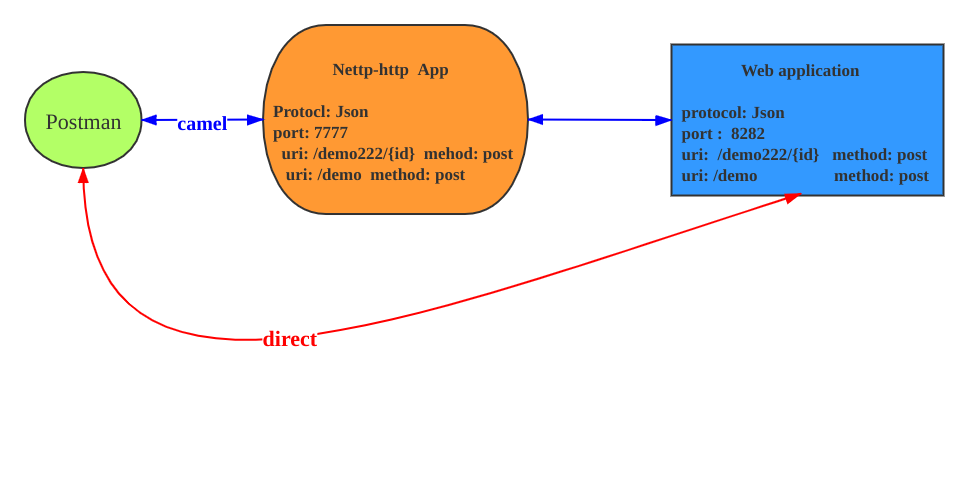 Postman
camel
Nettp-http App
Protocl: Json
port: 7777
uri: /demo222/{id} mehod: post
uri: /demo method: post
Web application
protocol: Json
port : 8282
uri: /demo222/{id} method: post
uri: /demo method: post
direct